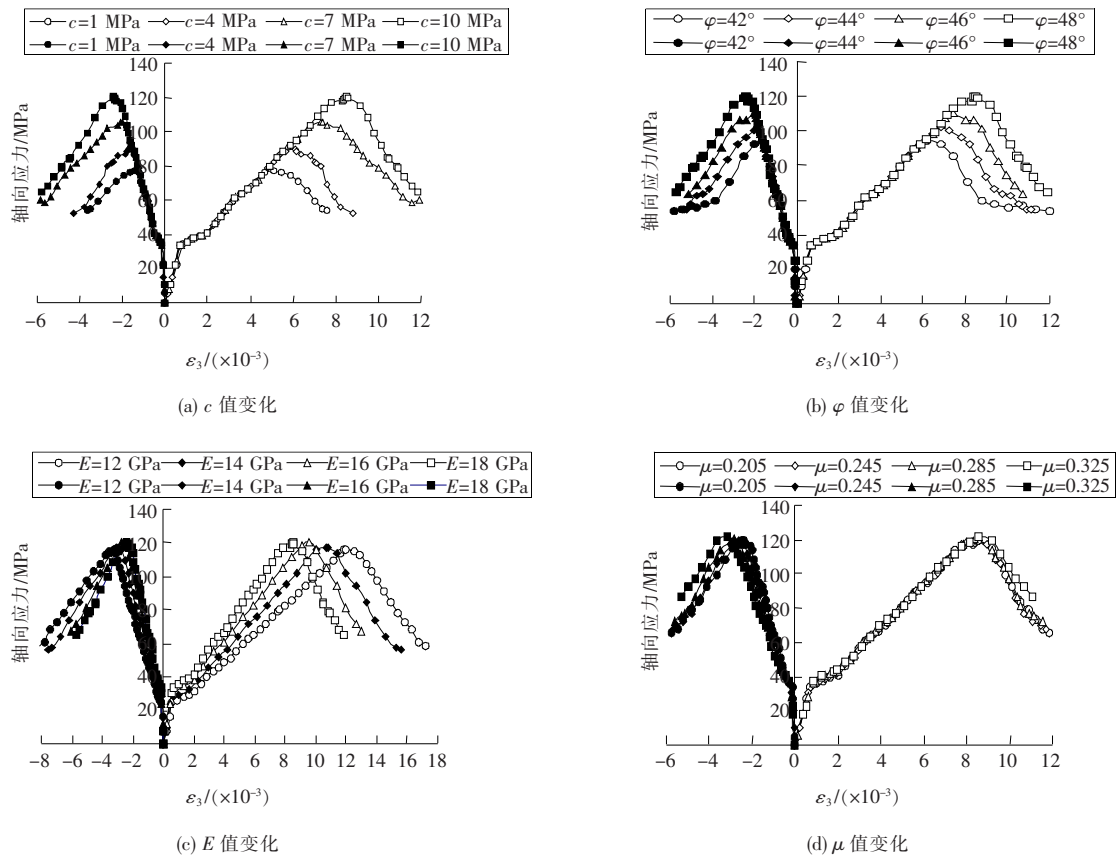 c=1 MPa c=4 MPa c=7 MPa c=10 MPa
c=1 MPa c=4 MPa c=7 MPa c=10 MPa
140
120
100
80
60
40
20
轴向应力/MPa
-6 -4 -2 0 2 4 6 8 10 12
ε₃/(×10⁻³)
(a) c 值变化
φ=42° φ=44° φ=46° φ=48°
φ=42° φ=44° φ=46° φ=48°
140
120
100
80
60
40
20
轴向应力/MPa
-6 -4 -2 0 2 4 6 8 10 12
ε₃/(×10⁻³)
(b) φ 值变化
E=12 GPa E=14 GPa E=16 GPa E=18 GPa
E=12 GPa E=14 GPa E=16 GPa E=18 GPa
140
120
100
80
60
40
20
轴向应力/MPa
-8 -6 -4 -2 0 2 4 6 8 10 12 14 16 18
ε₃/(×10⁻³)
(c) E 值变化
μ=0.205 μ=0.245 μ=0.285 μ=0.325
μ=0.205 μ=0.245 μ=0.285 μ=0.325
140
120
100
80
60
40
20
轴向应力/MPa
-6 -4 -2 0 2 4 6 8 10 12
ε₃/(×10⁻³)
(d) μ 值变化